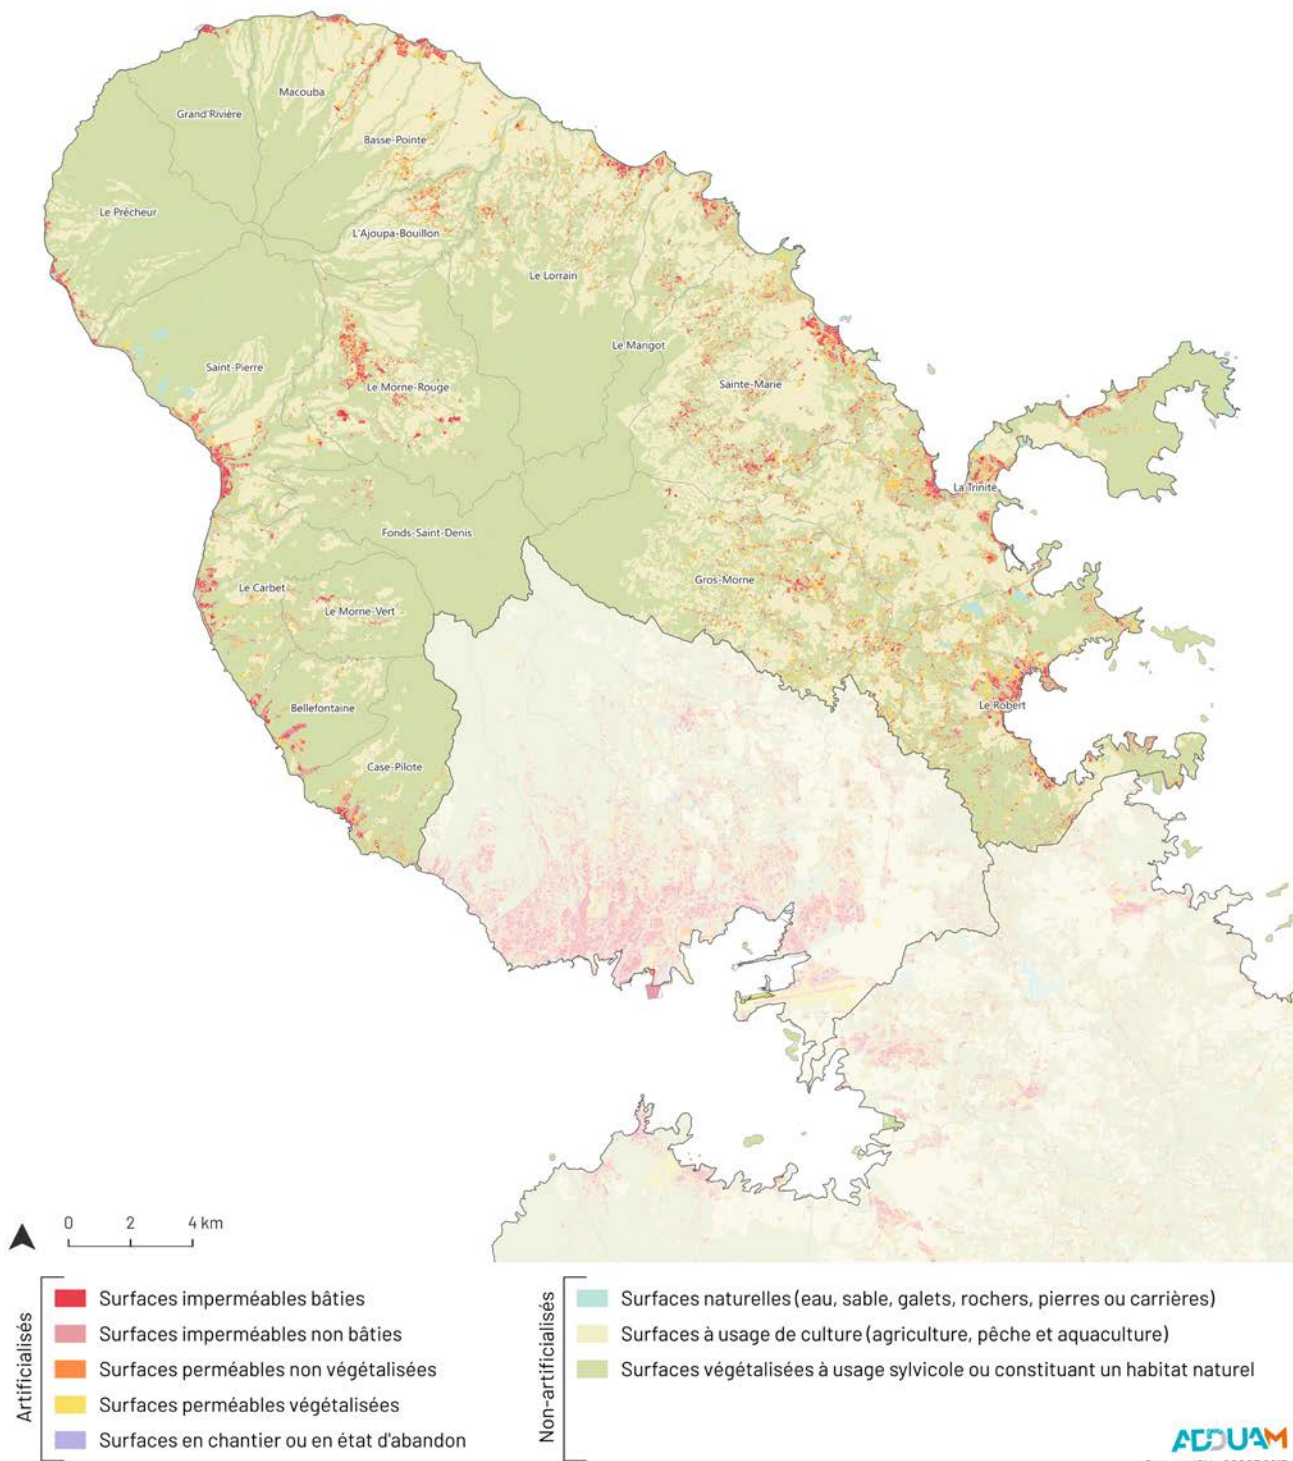 Macouba
Grand'Rivière
Basse-Pointe
Le Prêcheur
L'Ajoupa-Bouillon
Le Lorrain
Le Marigot
Saint-Pierre
Le Morne-Rouge
Sainte-Marie
La Trinité
Fonds-Saint-Denis
Gros-Morne
Le Carbet
Le Morne-Vert
Bellefontaine
Le Robert
Case-Pilote
0 2 4 km
Artificialisés
Surfaces imperméables bâties
Surfaces imperméables non bâties
Surfaces perméables non végétalisées
Surfaces perméables végétalisées
Surfaces en chantier ou en état d'abandon
Non-artificialisés
Surfaces naturelles (eau, sable, galets, rochers, pierres ou carrières)
Surfaces à usage de culture (agriculture, pêche et aquaculture)
Surfaces végétalisées à usage sylvicole ou constituant un habitat naturel
ADDUAM